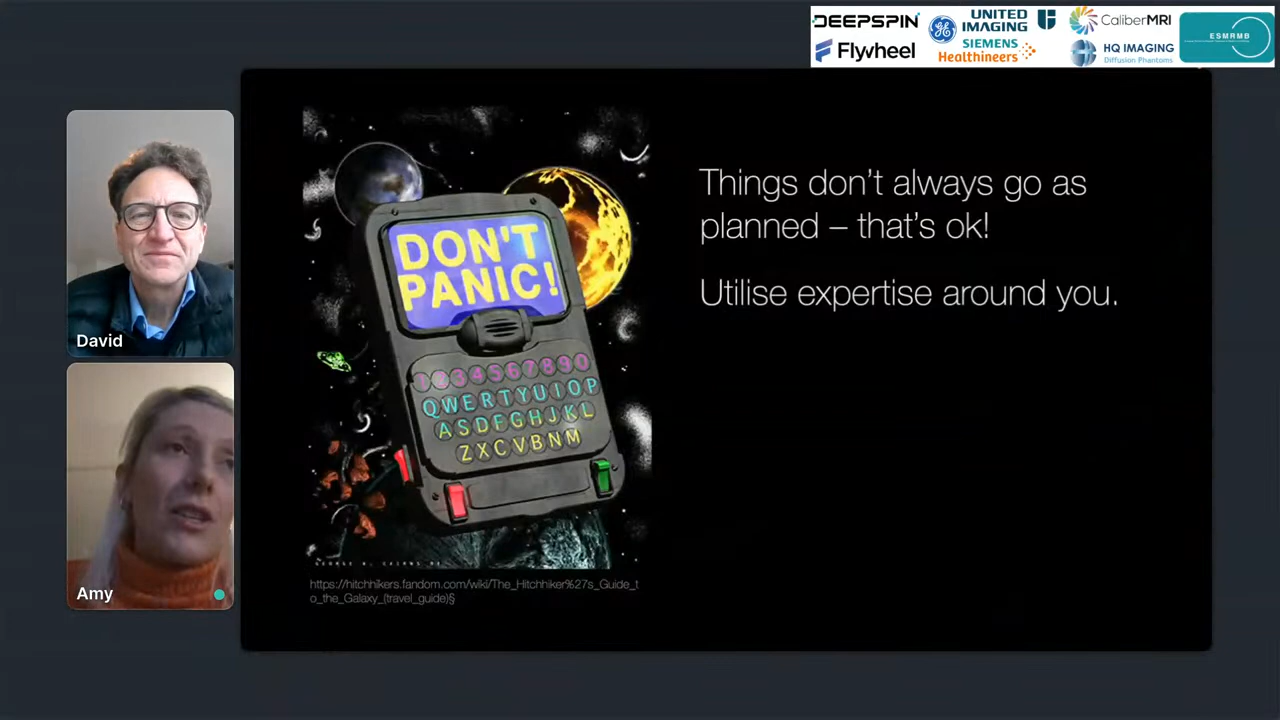 DEEPSPIN
UNITED
IMAGING
CaliberMRI
ESMRMB
Flywheel
SIEMENS
Healthineers
HQ IMAGING
Diffusion Phantoms
David
Amy
DON'T
PANIC!
1234567890
QWERTYUIOP
ASDFGHJKL
ZXCVBNM
https://hitchhikers.fandom.com/wiki/The_Hitchhiker%27s_Guide_t
o_the_Galaxy_(travel_guide)§
Things don't always go as
planned – that's ok!
Utilise expertise around you.